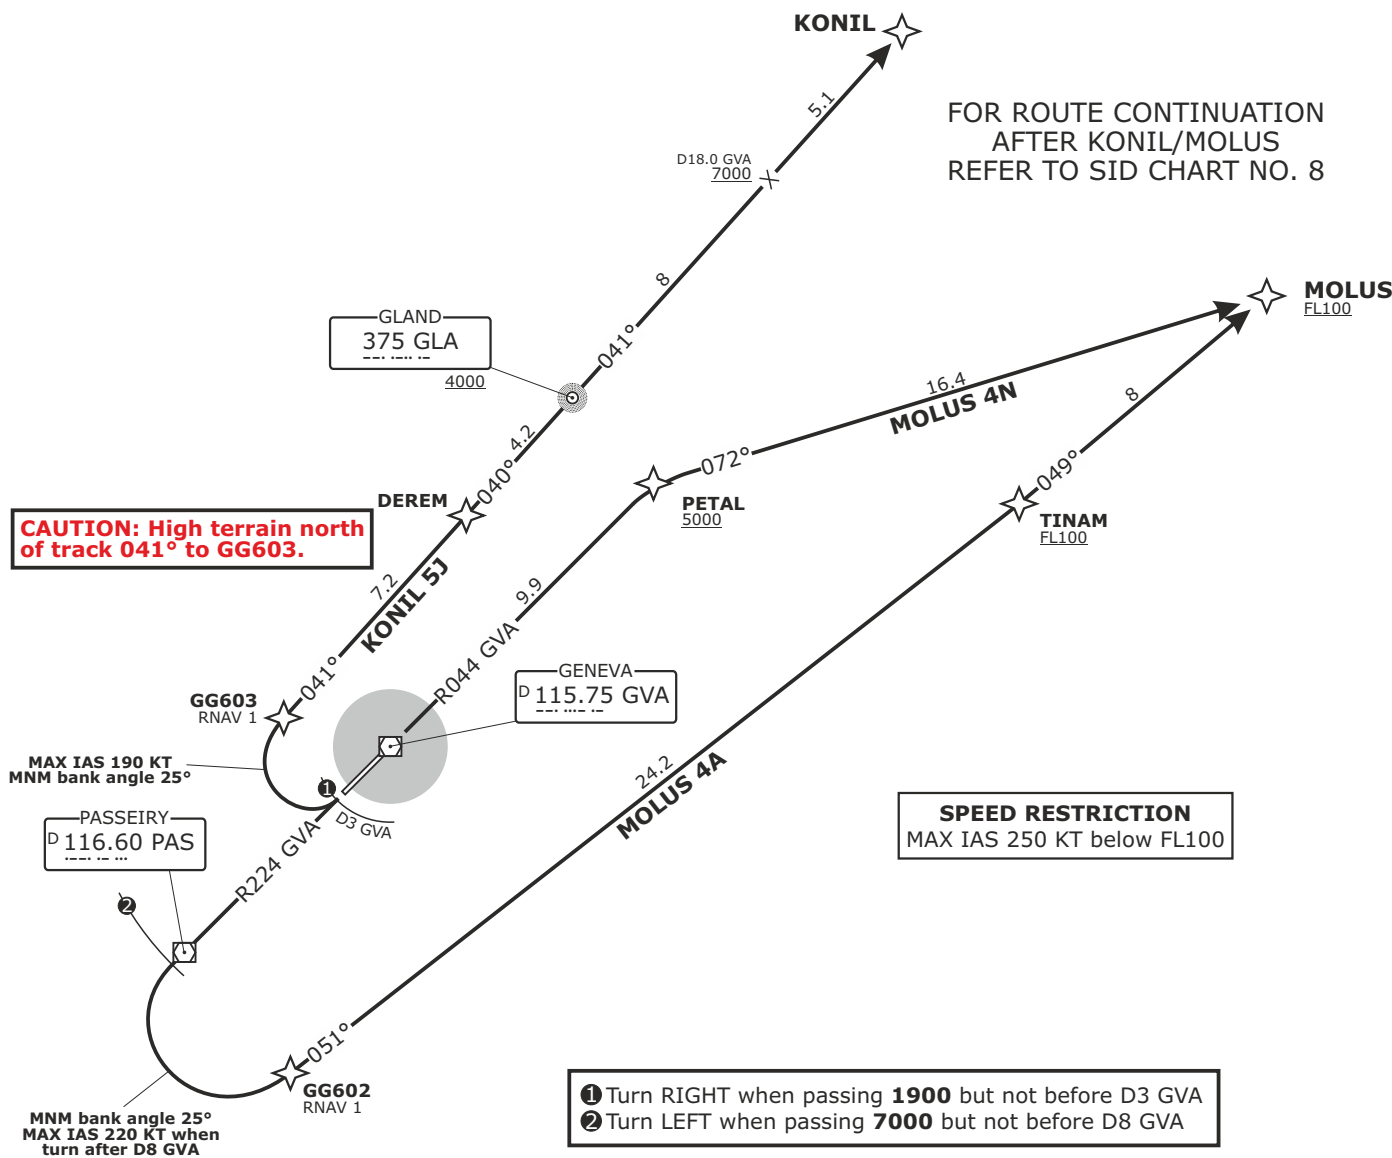 KONIL
5.1
FOR ROUTE CONTINUATION
AFTER KONIL/MOLUS
REFER TO SID CHART NO. 8
D18.0 GVA
7000
8
MOLUS
FL100
GLAND
375 GLA
4000
041°
16.4
MOLUS 4N
8
4.2
072°
049°
040°
DEREM
PETAL
5000
TINAM
FL100
CAUTION: High terrain north
of track 041° to GG603.
7.2
KONIL 5J
9.9
R044 GVA
041°
GENEVA
D 115.75 GVA
GG603
RNAV 1
MAX IAS 190 KT
MNM bank angle 25°
1
D3 GVA
24.2
MOLUS 4A
SPEED RESTRICTION
MAX IAS 250 KT below FL100
PASSEIRY
D 116.60 PAS
R224 GVA
2
051°
GG602
RNAV 1
MNM bank angle 25°
MAX IAS 220 KT when
turn after D8 GVA
1 Turn RIGHT when passing 1900 but not before D3 GVA
2 Turn LEFT when passing 7000 but not before D8 GVA